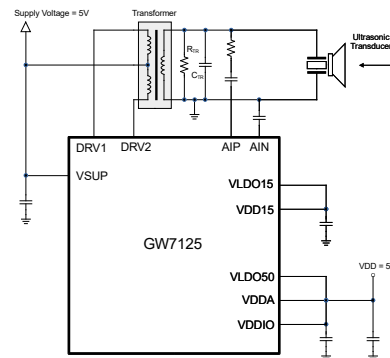 Supply Voltage = 5V
Transformer
Ultrasonic
Transducer
RTR
CTR
DRV1
DRV2
AIP
AIN
VSUP
VLDO15
VDD15
GW7125
VLDO50
VDDA
VDDIO
VDD = 5